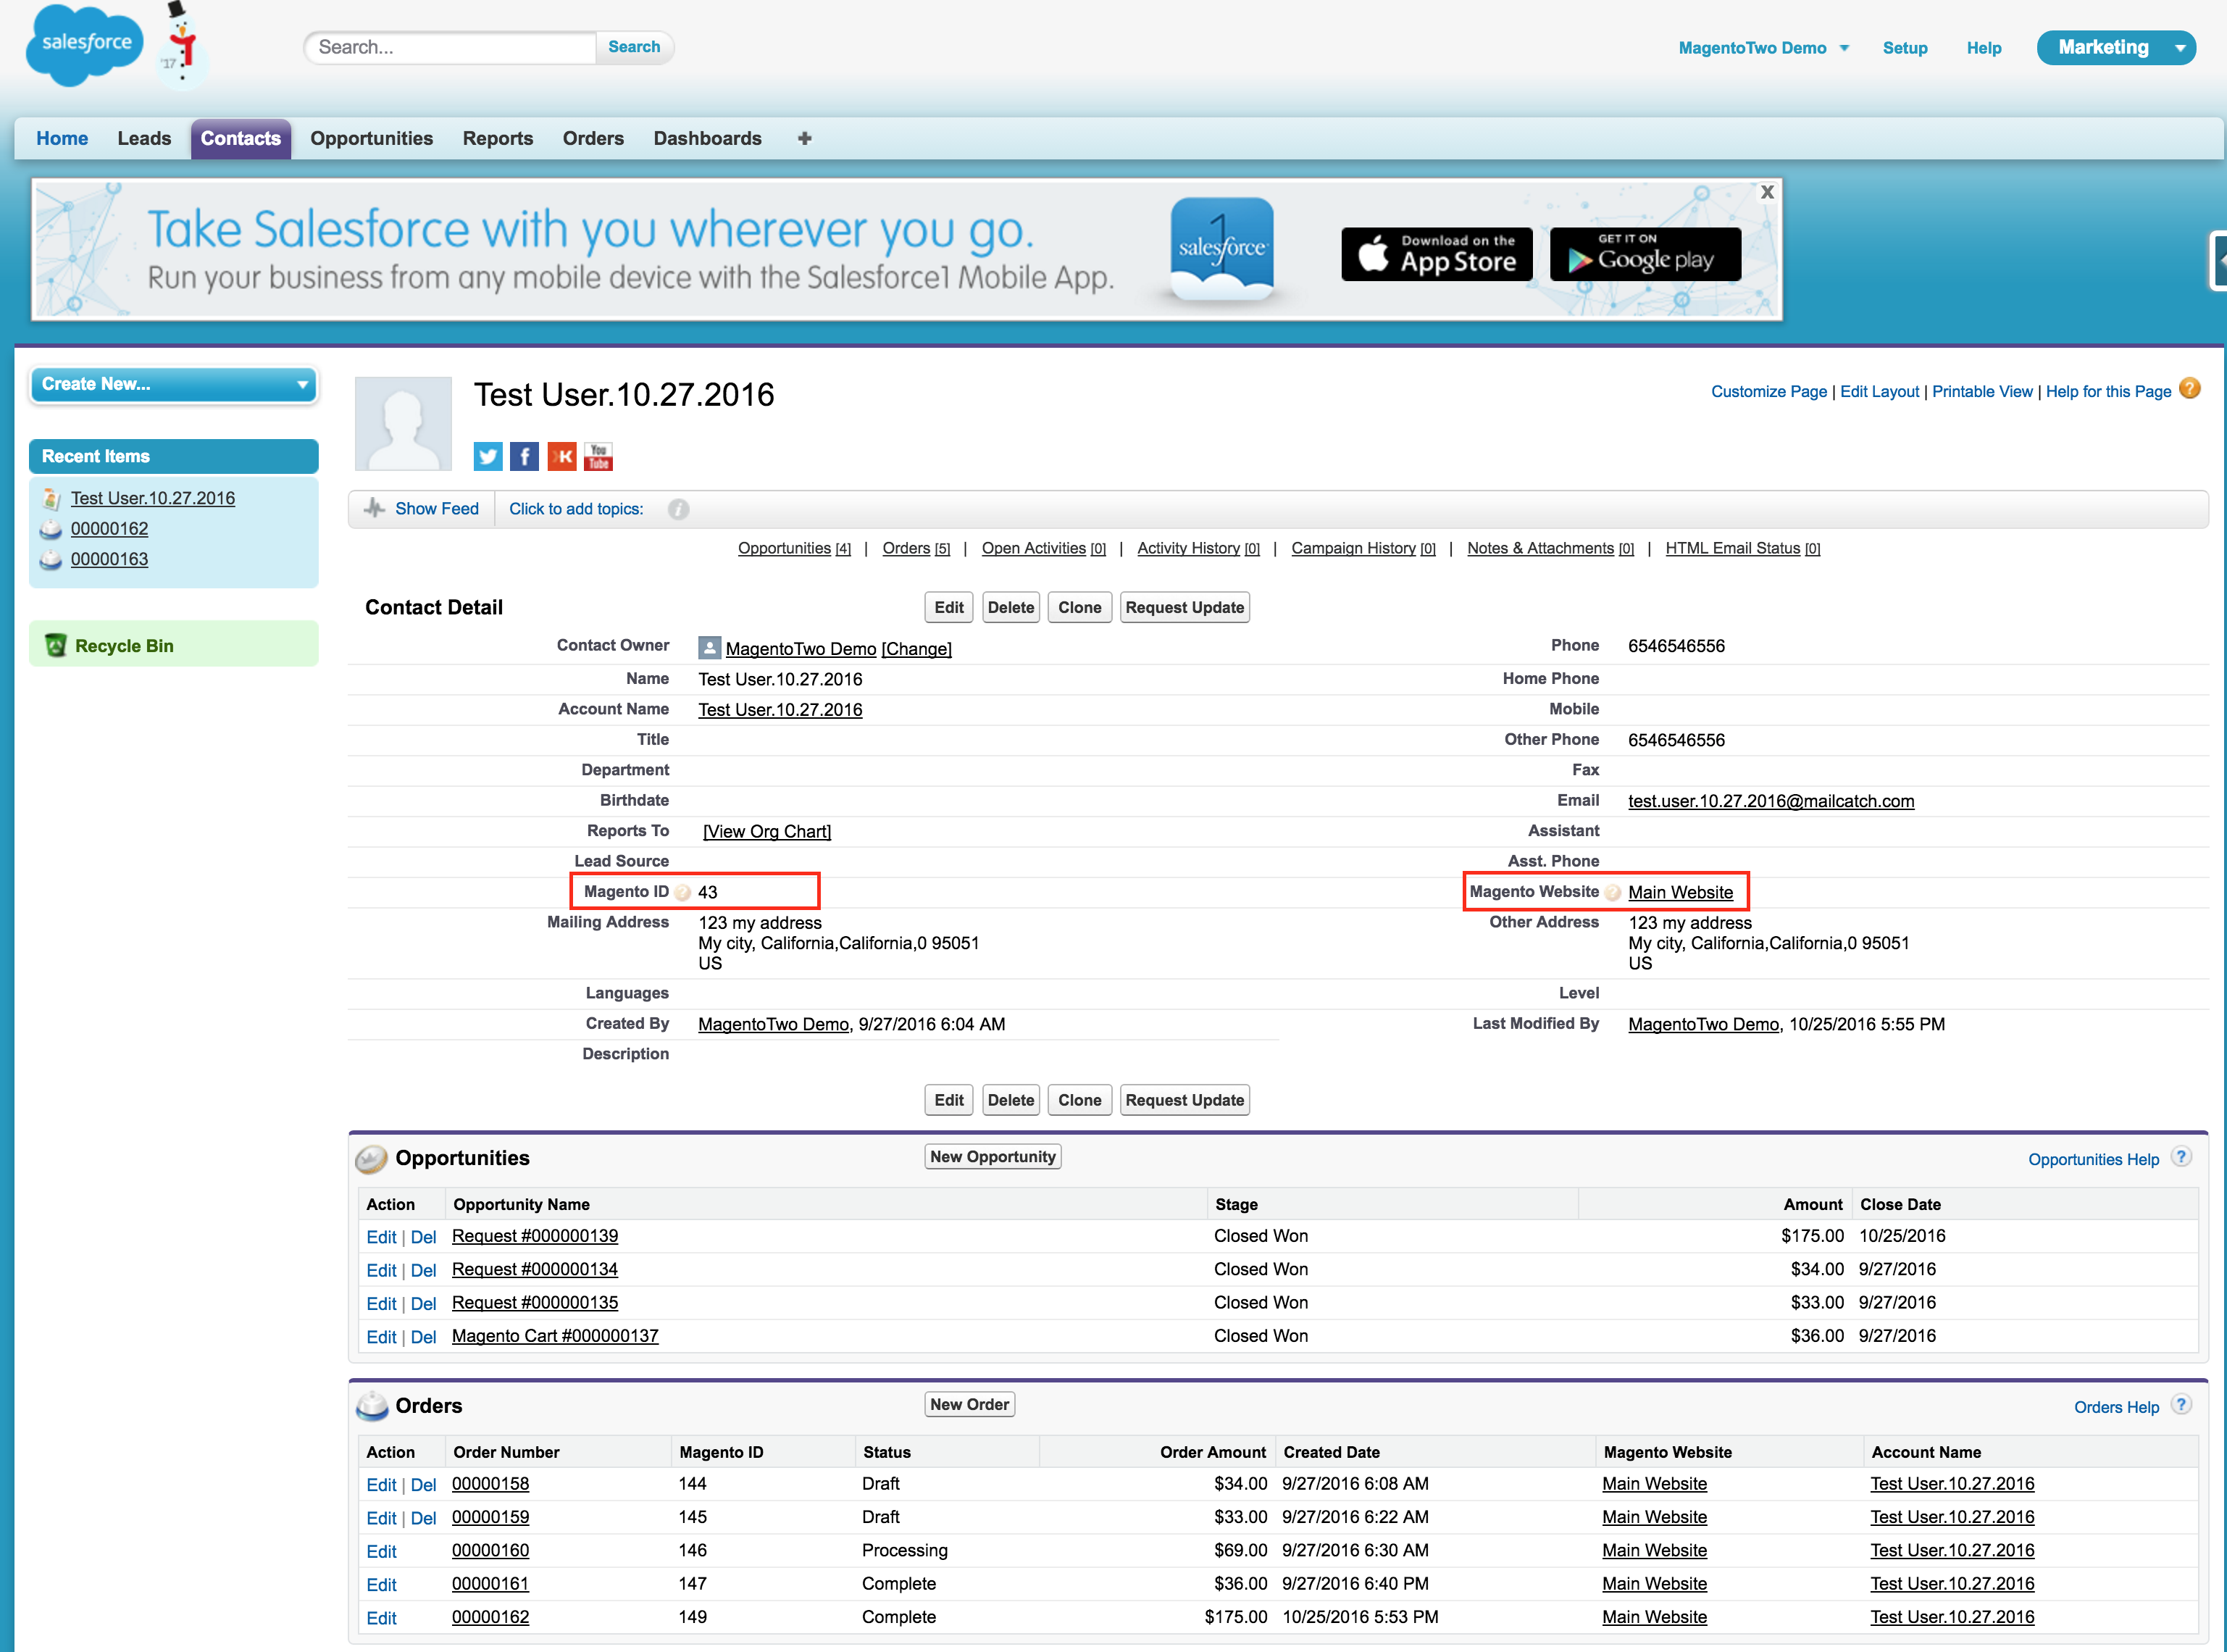 salesforce
'17
Search...
Search
MagentoTwo Demo
Setup
Help
Marketing
Home
Leads
Contacts
Opportunities
Reports
Orders
Dashboards
+
Take Salesforce with you wherever you go.
Run your business from any mobile device with the Salesforce1 Mobile App.
1
salesforce
Download on the
App Store
GET IT ON
Google play
X
Create New...
Recent Items
Test User.10.27.2016
00000162
00000163
Recycle Bin
Test User.10.27.2016
Customize Page | Edit Layout | Printable View | Help for this Page ?
f
K
You
Tube
Show Feed
Click to add topics: i
Opportunities [4] | Orders [5] | Open Activities [0] | Activity History [0] | Campaign History [0] | Notes & Attachments [0] | HTML Email Status [0]
Contact Detail
Edit Delete Clone Request Update
Contact Owner MagentoTwo Demo [Change] Phone 6546546556
Name Test User.10.27.2016 Home Phone
Account Name Test User.10.27.2016 Mobile
Title Other Phone 6546546556
Department Fax
Birthdate Email test.user.10.27.2016@mailcatch.com
Reports To [View Org Chart] Assistant
Lead Source Asst. Phone
Magento ID ? 43 Magento Website ? Main Website
Mailing Address 123 my address Other Address 123 my address
My city, California,California,0 95051 My city, California,California,0 95051
US US
Languages Level
Created By MagentoTwo Demo, 9/27/2016 6:04 AM Last Modified By MagentoTwo Demo, 10/25/2016 5:55 PM
Description
Edit Delete Clone Request Update
Opportunities New Opportunity Opportunities Help ?
Action Opportunity Name Stage Amount Close Date
Edit | Del Request #000000139 Closed Won $175.00 10/25/2016
Edit | Del Request #000000134 Closed Won $34.00 9/27/2016
Edit | Del Request #000000135 Closed Won $33.00 9/27/2016
Edit | Del Magento Cart #000000137 Closed Won $36.00 9/27/2016
Orders New Order Orders Help ?
Action Order Number Magento ID Status Order Amount Created Date Magento Website Account Name
Edit | Del 00000158 144 Draft $34.00 9/27/2016 6:08 AM Main Website Test User.10.27.2016
Edit | Del 00000159 145 Draft $33.00 9/27/2016 6:22 AM Main Website Test User.10.27.2016
Edit 00000160 146 Processing $69.00 9/27/2016 6:30 AM Main Website Test User.10.27.2016
Edit 00000161 147 Complete $36.00 9/27/2016 6:40 PM Main Website Test User.10.27.2016
Edit 00000162 149 Complete $175.00 10/25/2016 5:53 PM Main Website Test User.10.27.2016